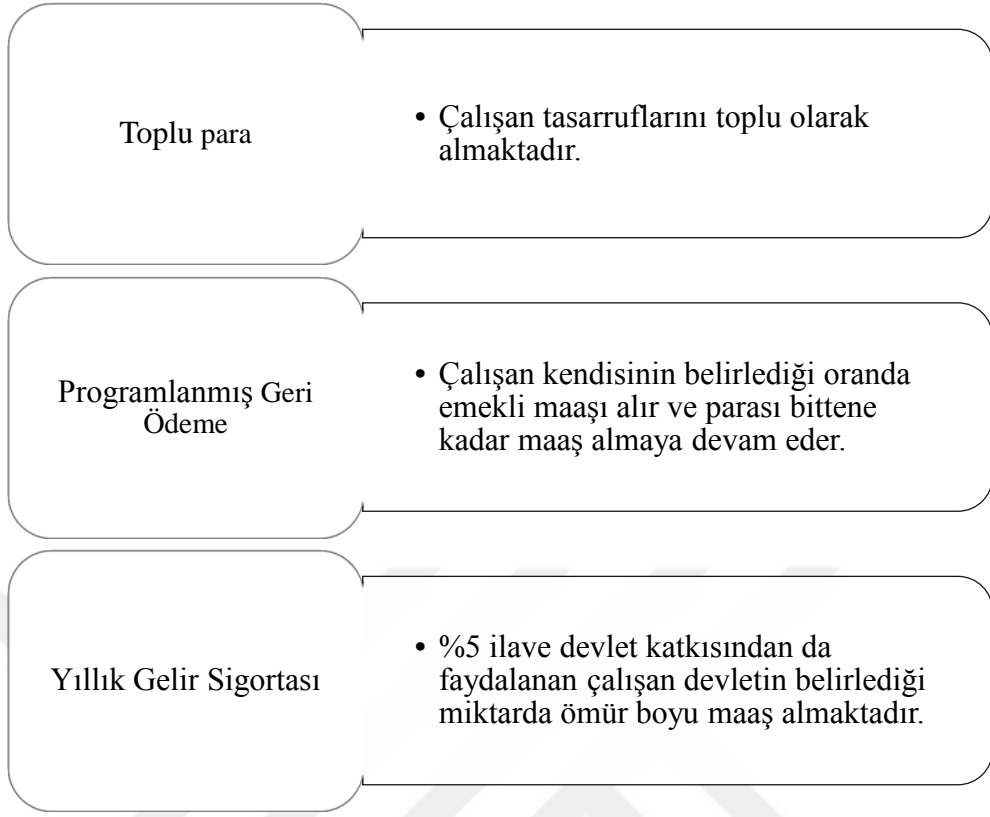 Toplu para
• Çalışan tasarruflarını toplu olarak
almaktadır.
Programlanmış Geri
Ödeme
• Çalışan kendisinin belirlediği oranda
emekli maaşı alır ve parası bittene
kadar maaş almaya devam eder.
Yıllık Gelir Sigortası
• %5 ilave devlet katkısından da
faydalanan çalışan devletin belirlediği
miktarda ömür boyu maaş almaktadır.